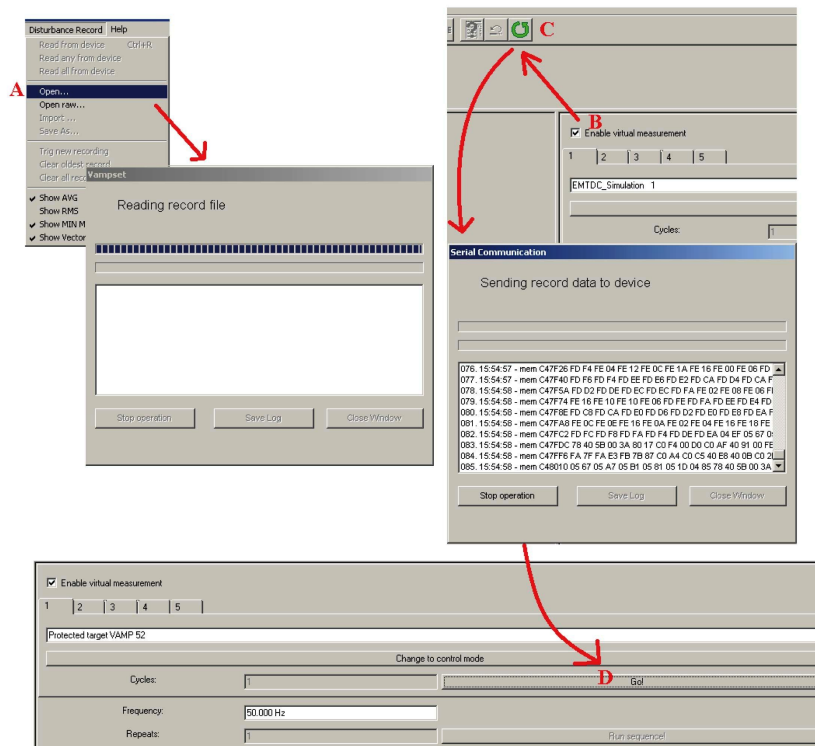 Disturbance Record Help
Read from device Ctrl+R
Read any from device
Read all from device
A
Open...
Open raw...
Import ...
Save As...
Trig new recording
Clear oldest record
Clear all
Show AVG
Show RMS
Show MIN M
Show Vector
Vampset
Reading record file
Stop operation Save Log Close Window
C
B
Enable virtual measurement
1 2 3 4 5
EMTDC_Simulation 1
Cycles: 1
Serial Communication
Sending record data to device
076. 15:54:57 - mem C47F26 FD F4 FE 04 FE 12 FE 0C FE 1A FE 16 FE 00 FE 06 FD
077. 15:54:57 - mem C47F40 FD F6 FD F4 FD EE FD E6 FD E2 FD CA FD D4 FD CA F
078. 15:54:58 - mem C47F5A FD D2 FD DE FD EC FD EC FD FA FE 02 FE 08 FE 06 F
079. 15:54:58 - mem C47F74 FE 16 FE 10 FE 10 FE 06 FD FE FD FA FD EE FD E4 FD
080. 15:54:58 - mem C47F8E FD C8 FD CA FD E0 FD D6 FD D2 FD E0 FD E8 FD EA F
081. 15:54:58 - mem C47FA8 FE 0C FE 0E FE 16 FE 0A FE 02 FE 04 FE 16 FE 18 FE
082. 15:54:58 - mem C47FC2 FD FC FD F8 FD FA FD F4 FD DE FD EA 04 EF 05 67 0
083. 15:54:58 - mem C47FDC 78 40 5B 00 3A 80 17 C0 F4 00 D0 C0 AF 40 91 00 FE
084. 15:54:58 - mem C47FF6 FA 7F FA E3 FB 7B 87 C0 A4 C0 C5 40 E8 40 0B C0 2
085. 15:54:58 - mem C48010 05 67 05 A7 05 B1 05 81 05 1D 04 85 78 40 5B 00 3A
Stop operation Save Log Close Window
Enable virtual measurement
1 2 3 4 5
Protected target VAMP 52
Change to control mode
Cycles: 1 D Go!
Frequency: 50.000 Hz
Repeats: 1 Run sequence!